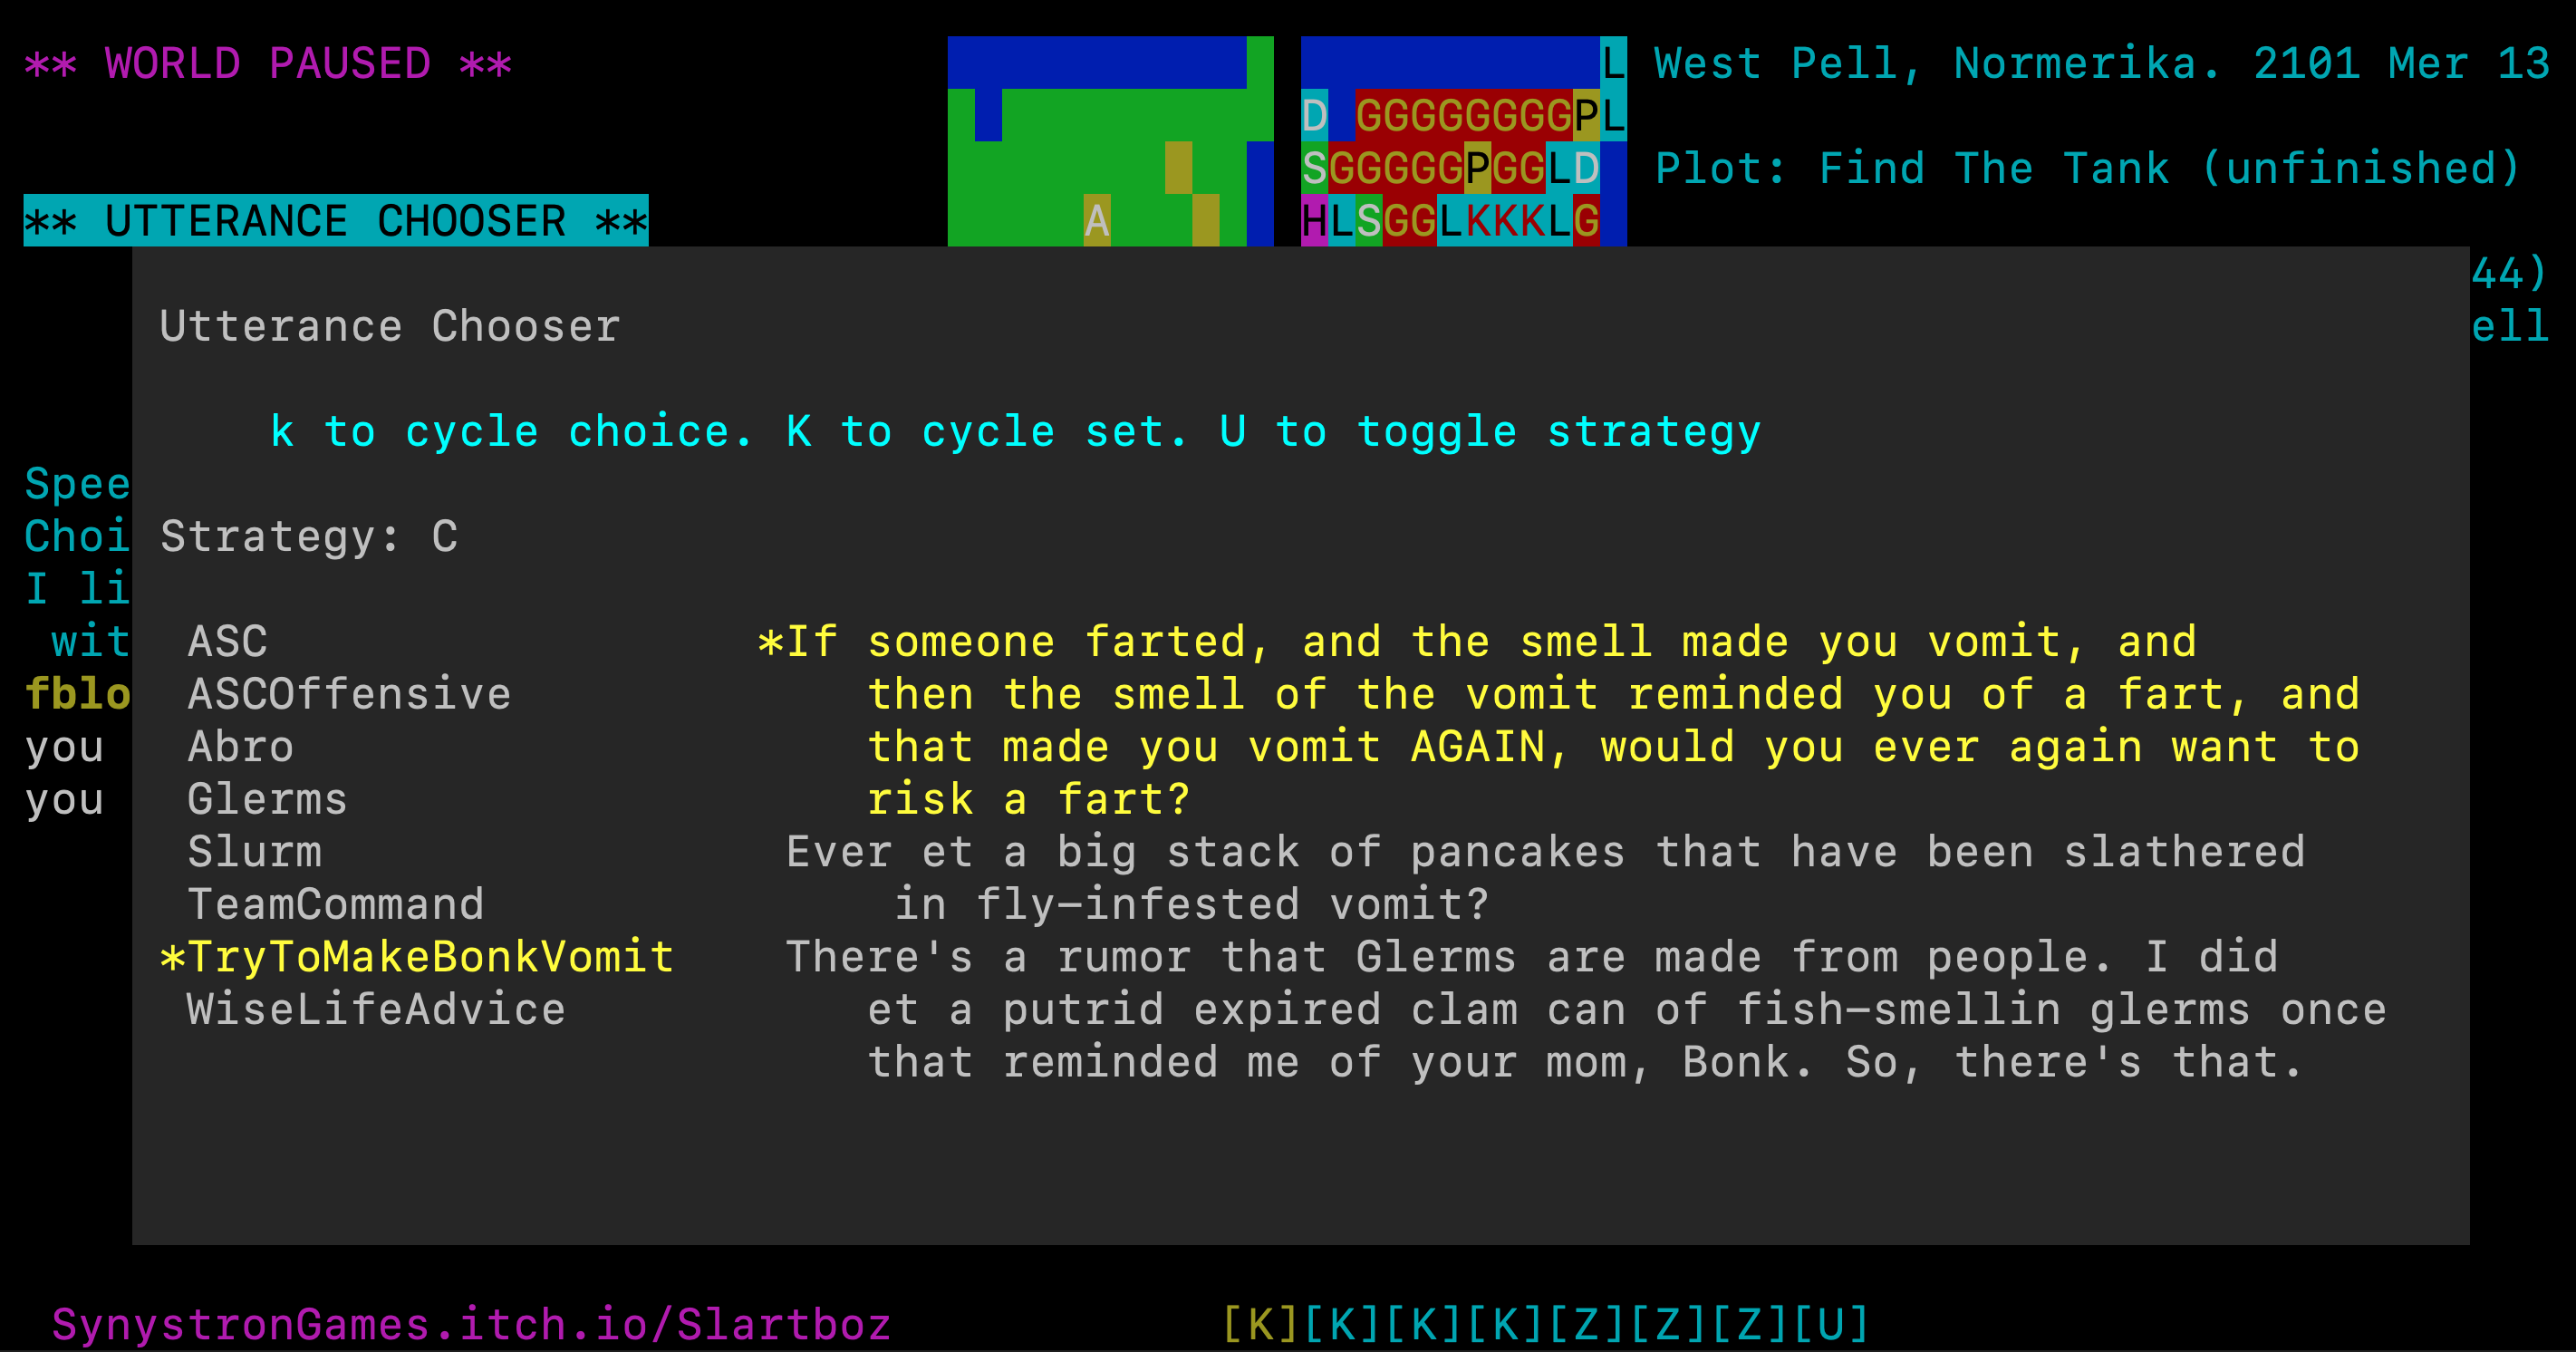 ** WORLD PAUSED **
L West Pell, Normerika. 2101 Mer 13
D GGGGGGGGPL
SGGGGGPGGLD Plot: Find The Tank (unfinished)
** UTTERANCE CHOOSER ** A HLSGGLKKKLG
44)
Utterance Chooser ell
k to cycle choice. K to cycle set. U to toggle strategy
Spee
Choi Strategy: C
I li
wit ASC *If someone farted, and the smell made you vomit, and
fblo ASCOffensive then the smell of the vomit reminded you of a fart, and
you Abro that made you vomit AGAIN, would you ever again want to
you Glerms risk a fart?
Slurm Ever et a big stack of pancakes that have been slathered
TeamCommand in fly-infested vomit?
*TryToMakeBonkVomit There's a rumor that Glerms are made from people. I did
WiseLifeAdvice et a putrid expired clam can of fish-smellin glerms once
that reminded me of your mom, Bonk. So, there's that.
SynystronGames.itch.io/Slartboz [K][K][K][K][Z][Z][Z][U]